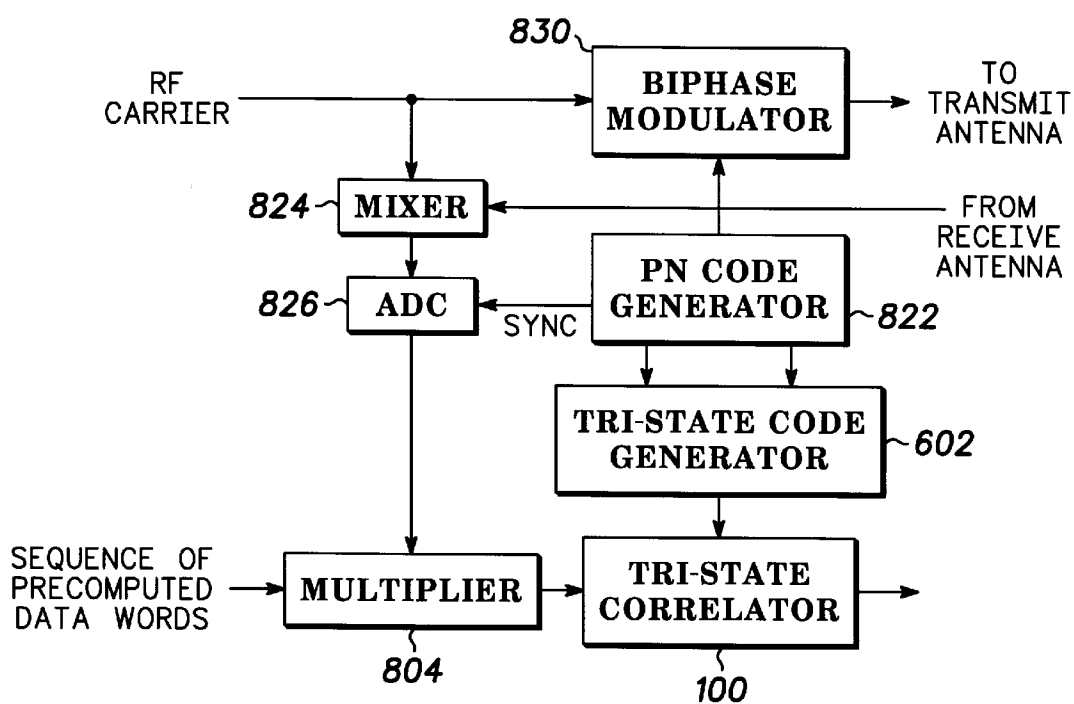 830
RF
CARRIER
BIPHASE
MODULATOR
TO
TRANSMIT
ANTENNA
824
MIXER
FROM
RECEIVE
ANTENNA
826
ADC
SYNC
PN CODE
GENERATOR
822
TRI-STATE CODE
GENERATOR
602
SEQUENCE OF
PRECOMPUTED
DATA WORDS
MULTIPLIER
804
TRI-STATE
CORRELATOR
100